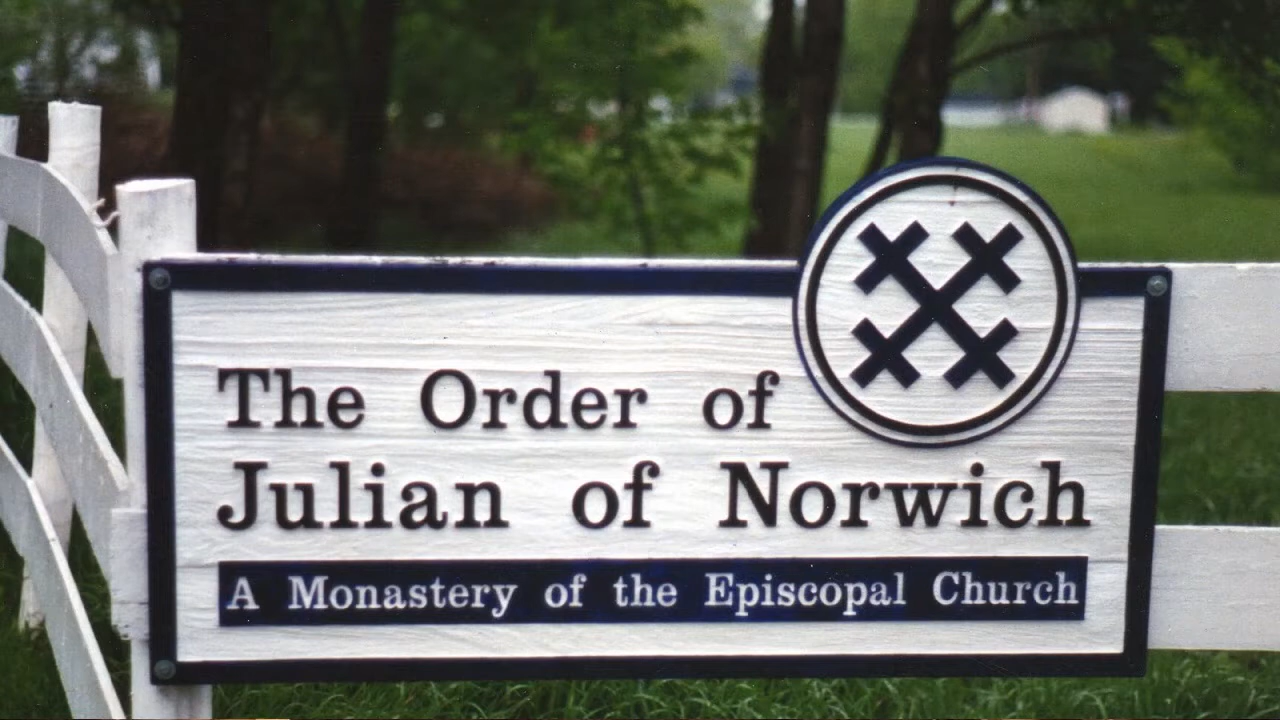 The Order of
Julian of Norwich
A Monastery of the Episcopal Church